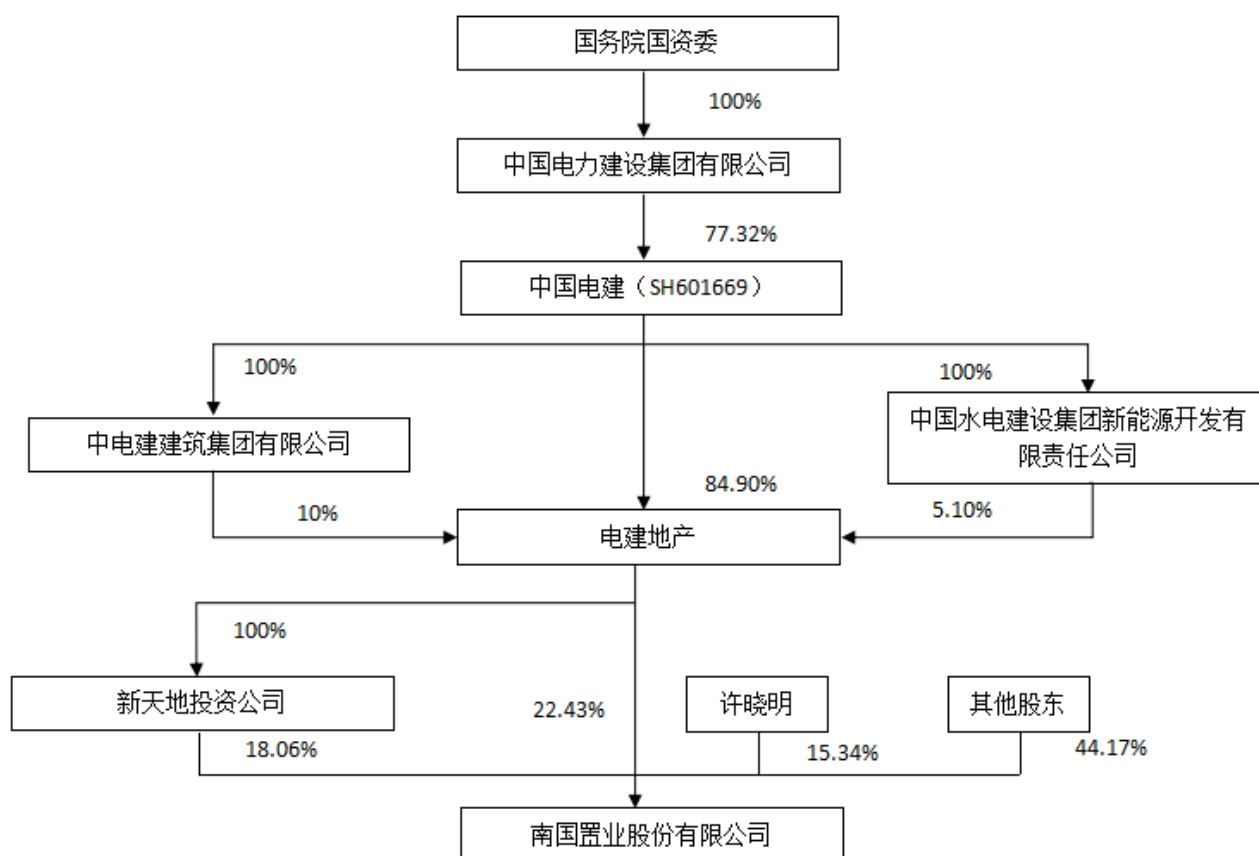 国务院国资委
100%
中国电力建设集团有限公司
77.32%
中国电建（SH601669）
100%
100%
中电建建筑集团有限公司
中国水电建设集团新能源开发有
限责任公司
84.90%
10%
5.10%
电建地产
100%
新天地投资公司
22.43%
许晓明
其他股东
18.06%
15.34%
44.17%
南国置业股份有限公司